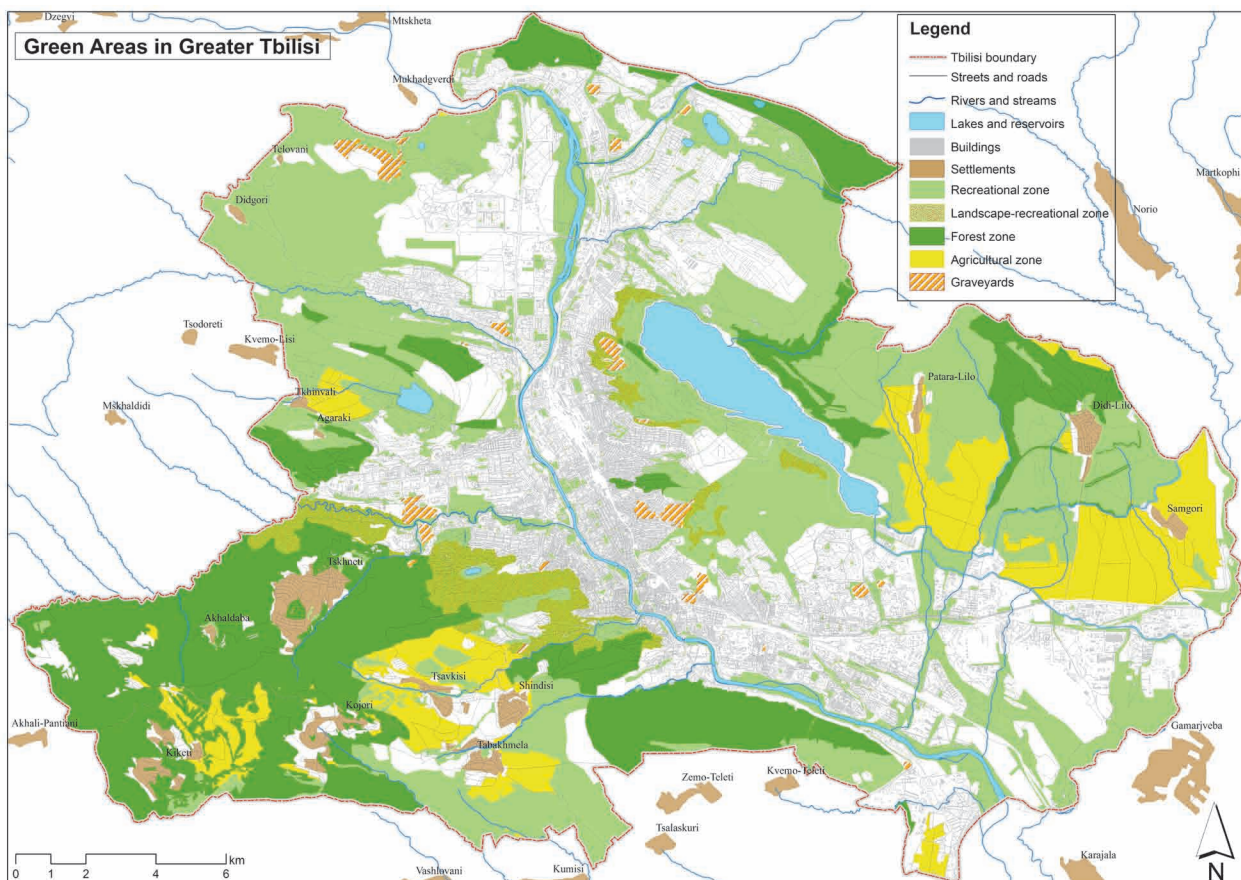 Dzegvi
Mtskheta
Green Areas in Greater Tbilisi
Mukhadgverdi
Telovani
Didgori
Tsodoreti
Kvemo-Lisi
Tkhinvali
Agaraki
Mskhaldidi
Tskhneti
Akhaldaba
Tsavkisi
Shindisi
Kojori
Akhali-Pantiani
Kiketi
Tabakhmela
Zemo-Teleti
Kvemo-Teleti
Tsalaskuri
Vashlovani
Kumisi
Karajala
Gamarjveba
Samgori
Didi-Lilo
Patara-Lilo
Norio
Martkophi
Legend
Tbilisi boundary
Streets and roads
Rivers and streams
Lakes and reservoirs
Buildings
Settlements
Recreational zone
Landscape-recreational zone
Forest zone
Agricultural zone
Graveyards
0 1 2 4 6 km
N